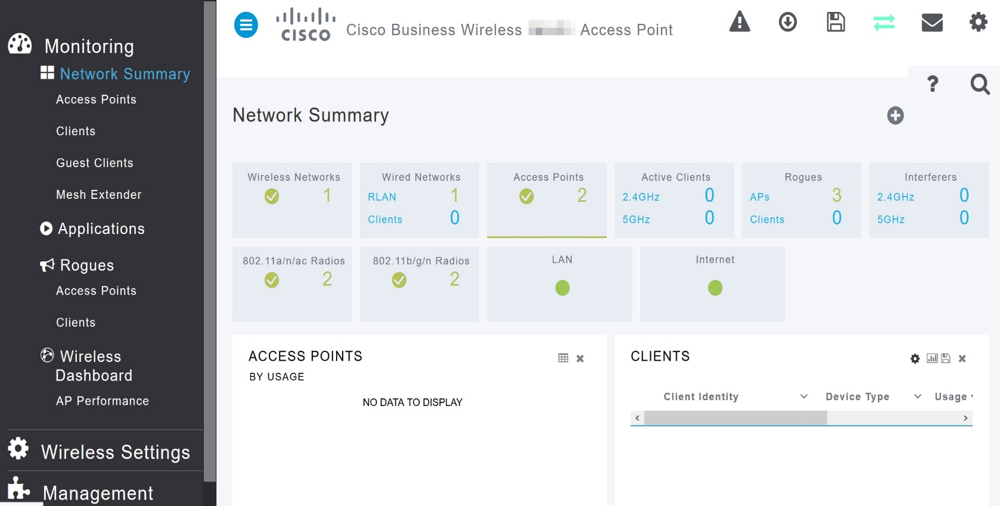 Monitoring
Network Summary
Access Points
Clients
Guest Clients
Mesh Extender
Applications
Rogues
Access Points
Clients
Wireless
Dashboard
AP Performance
Wireless Settings
Management
CISCO
Cisco Business Wireless Access Point
?
Network Summary
Wireless Networks
1
Wired Networks
RLAN 1
Clients 0
Access Points
2
Active Clients
2.4GHz 0
5GHz 0
Rogues
APs 3
Clients 0
Interferers
2.4GHz 0
5GHz 0
802.11a/n/ac Radios
2
802.11b/g/n Radios
2
LAN
Internet
ACCESS POINTS
BY USAGE
NO DATA TO DISPLAY
CLIENTS
Client Identity Device Type Usage